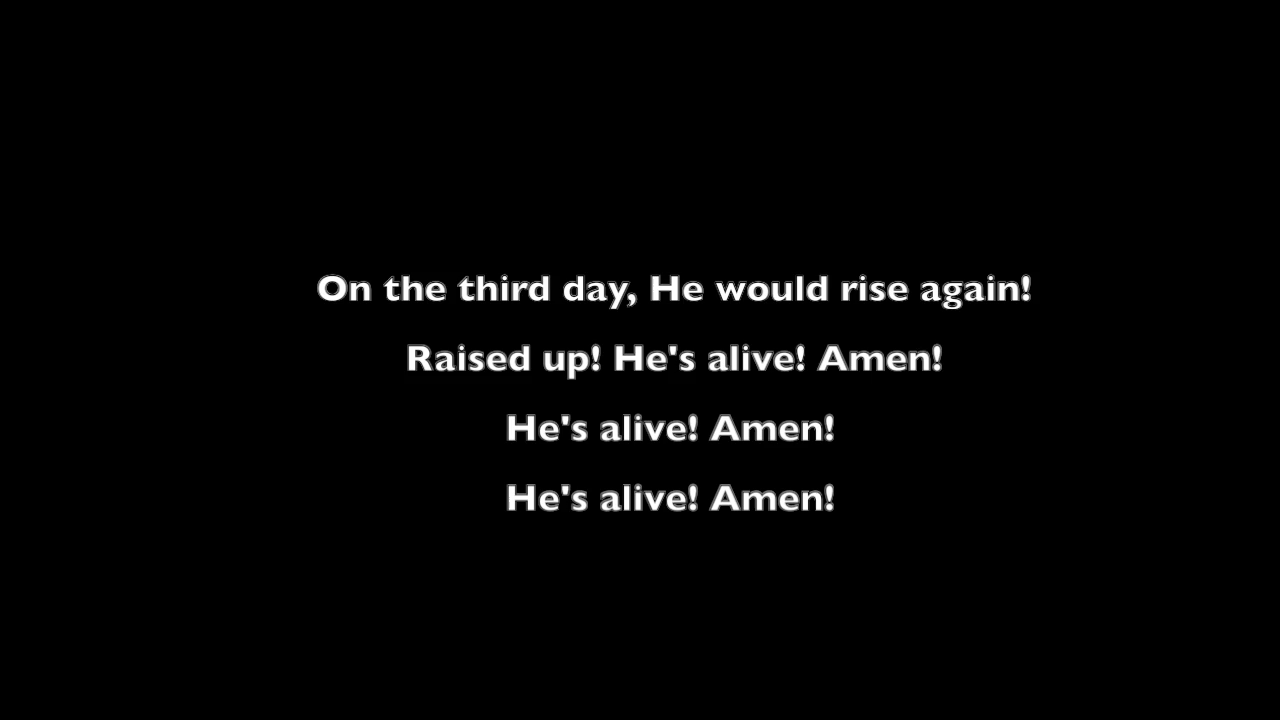 On the third day, He would rise again!
Raised up! He's alive! Amen!
He's alive! Amen!
He's alive! Amen!